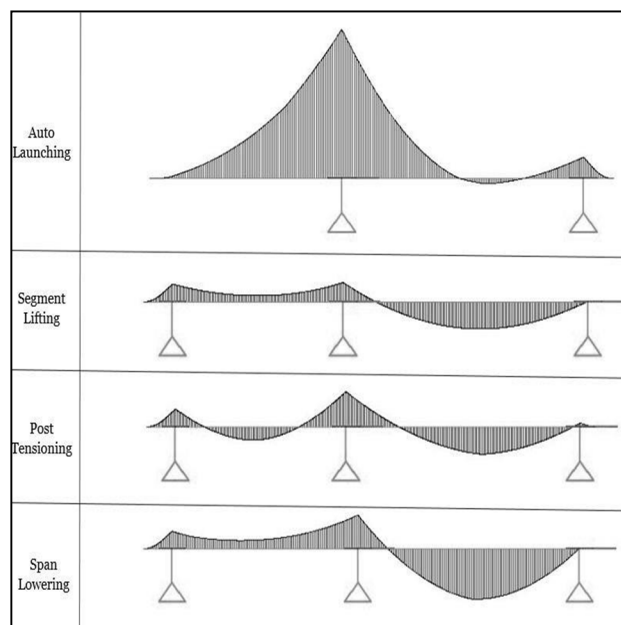 Auto
Launching
Segment
Lifting
Post
Tensioning
Span
Lowering